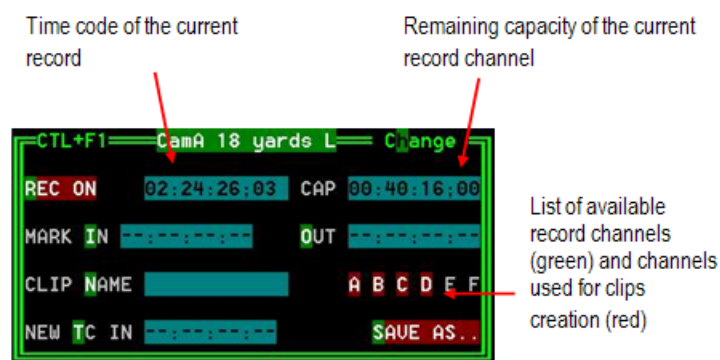 Time code of the current
record
Remaining capacity of the current
record channel
CTL+F1 CamA 18 yards L Change
REC ON 02:24:26;03 CAP 00:40:16;00
MARK IN --:--:--:-- OUT --:--:--:--
CLIP NAME A B C D E F
NEW TC IN --:--:--:-- SAVE AS..
List of available
record channels
(green) and channels
used for clips
creation (red)